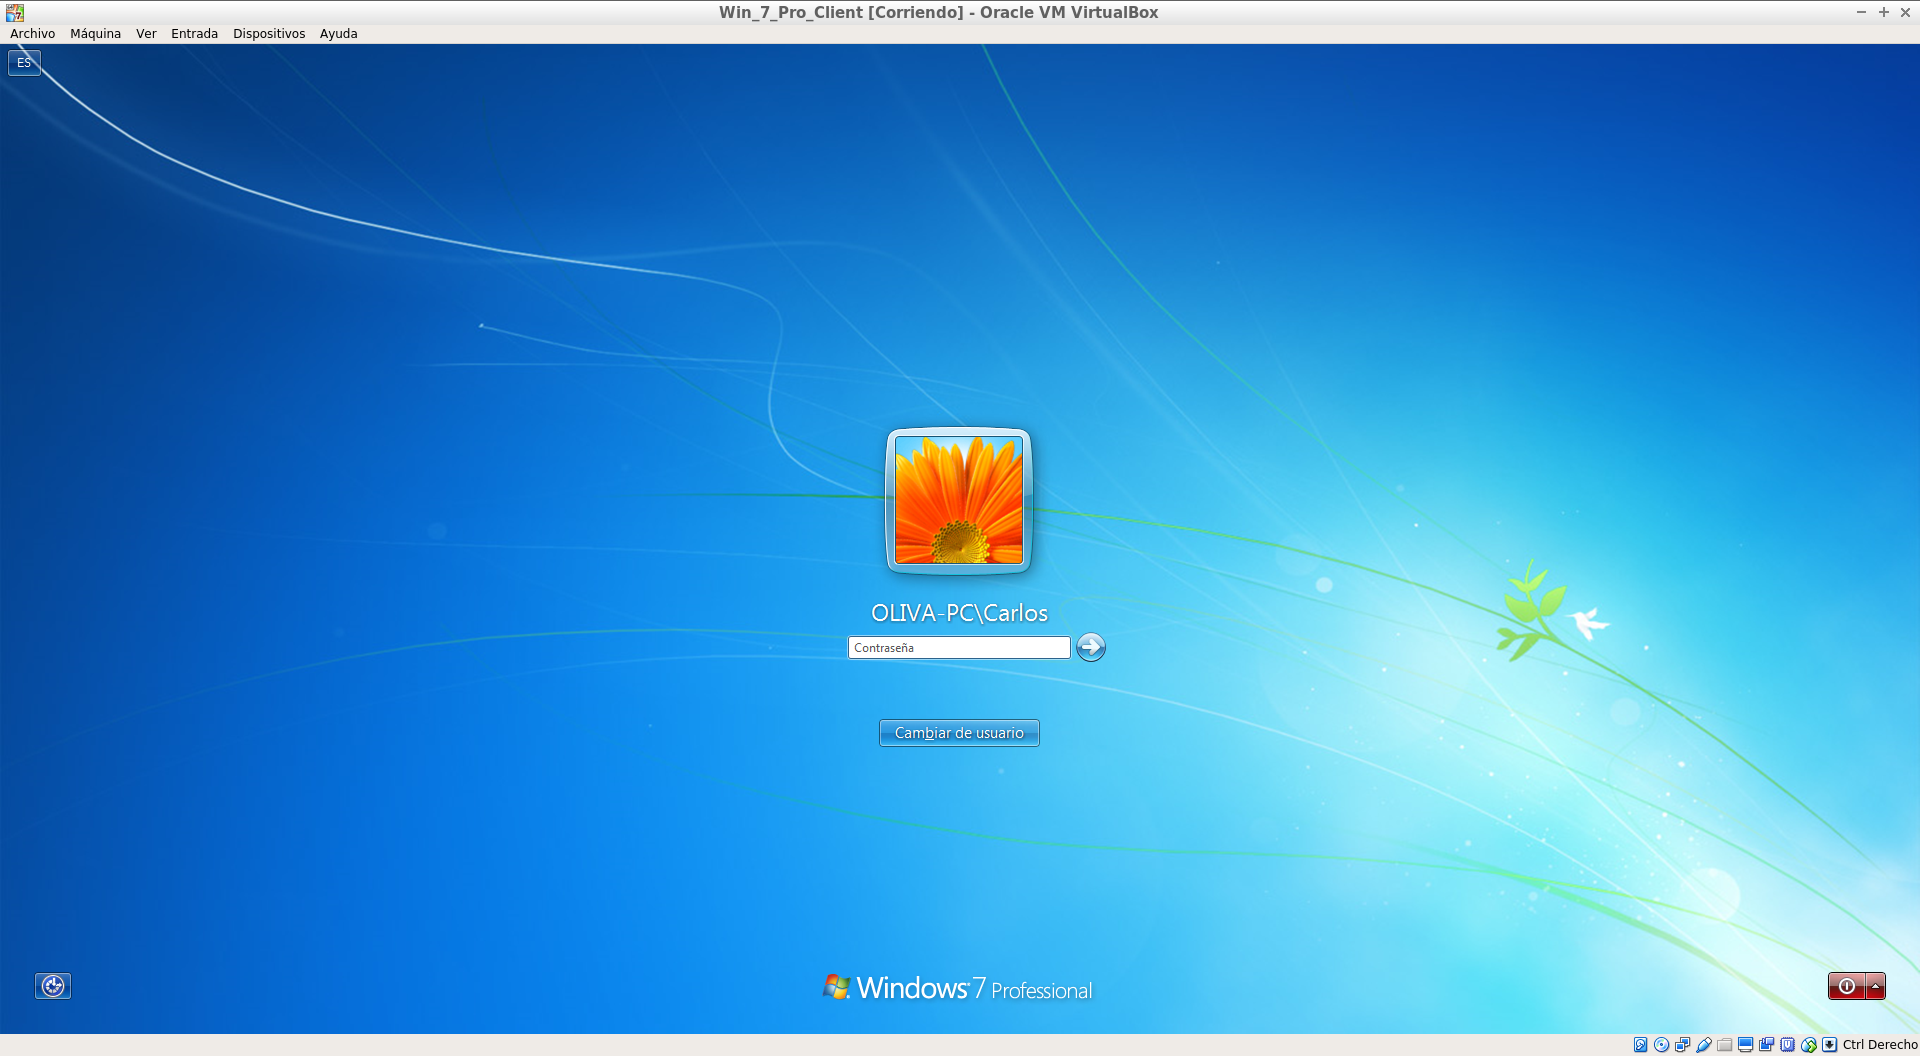 Win_7_Pro_Client [Corriendo] - Oracle VM VirtualBox
Archivo Máquina Ver Entrada Dispositivos Ayuda
ES
OLIVA-PC\Carlos
Contraseña
Cambiar de usuario
Windows 7 Professional
Ctrl Derecho